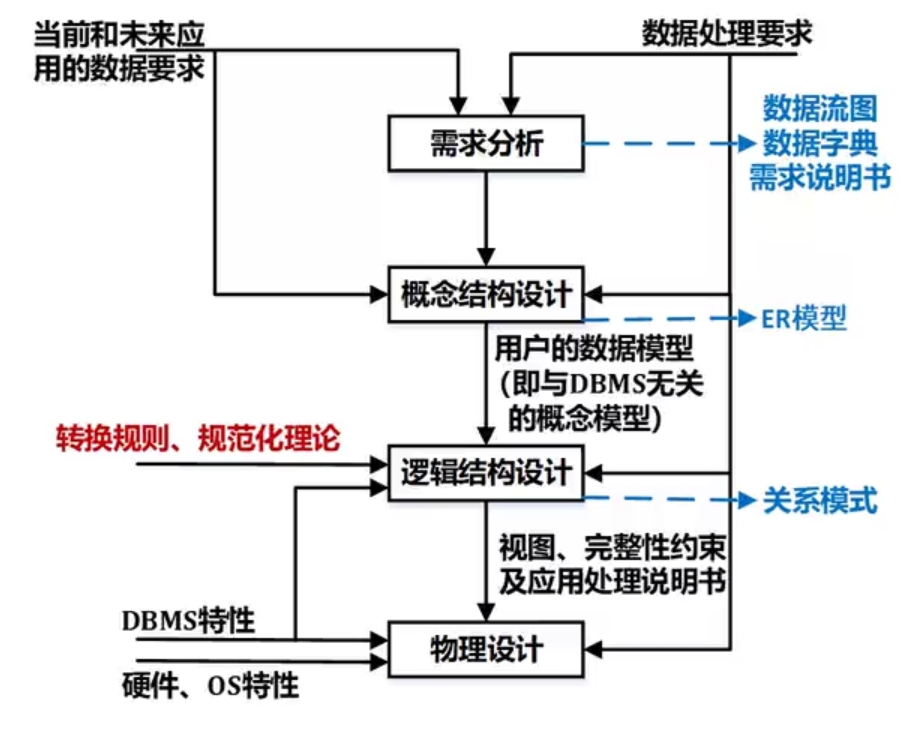 当前和未来应
用的数据要求
数据处理要求
需求分析
数据流图
数据字典
需求说明书
概念结构设计
ER模型
用户的数据模型
（即与DBMS无关
的概念模型）
转换规则、规范化理论
逻辑结构设计
关系模式
视图、完整性约束
及应用处理说明书
DBMS特性
物理设计
硬件、OS特性